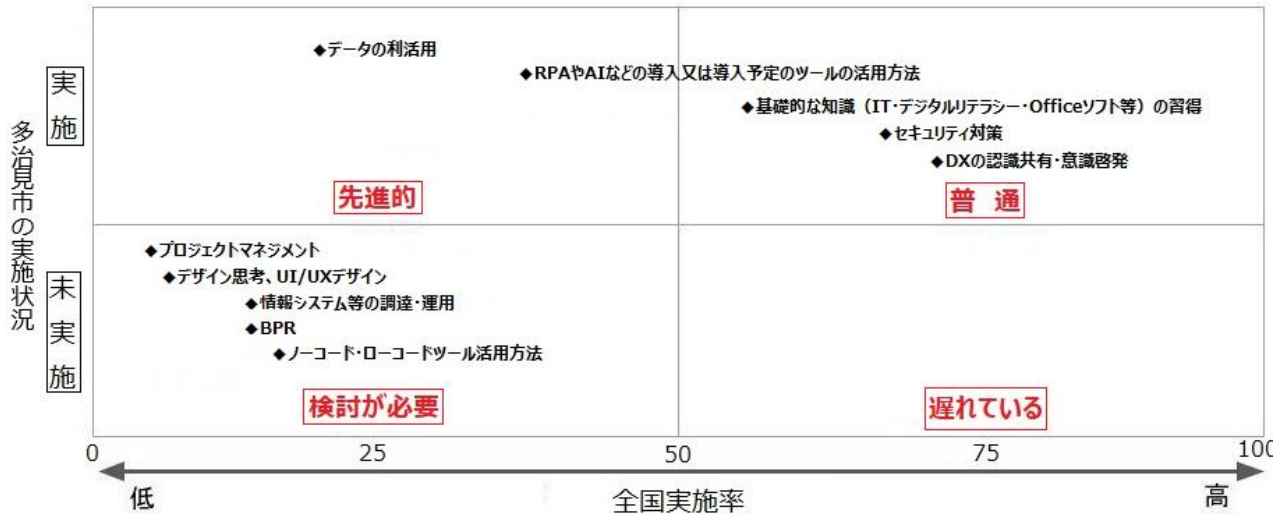 多治見市の実施状況
実施
◆データの利活用
◆RPAやAIなどの導入又は導入予定のツールの活用方法
◆基礎的な知識（IT・デジタルリテラシー・Officeソフト等）の習得
◆セキュリティ対策
◆DXの認識共有・意識啓発
先進的
普通
未実施
◆プロジェクトマネジメント
◆デザイン思考、UI/UXデザイン
◆情報システム等の調達・運用
◆BPR
◆ノーコード・ローコードツール活用方法
検討が必要
遅れている
0 25 50 75 100
低 全国実施率 高